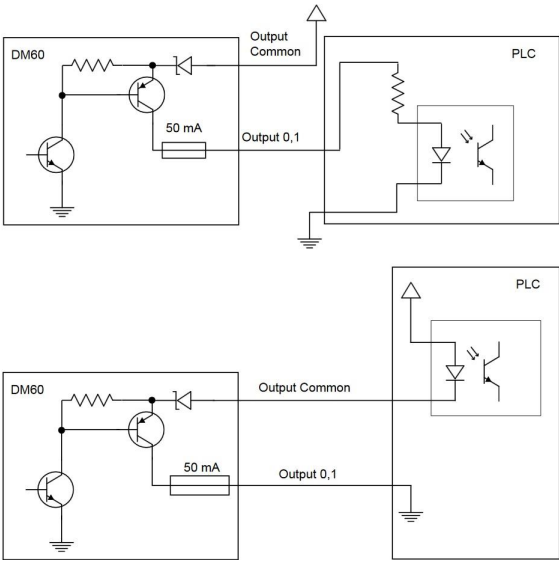 Output
Common
DM60
PLC
50 mA
Output 0,1
PLC
DM60
Output Common
50 mA
Output 0,1